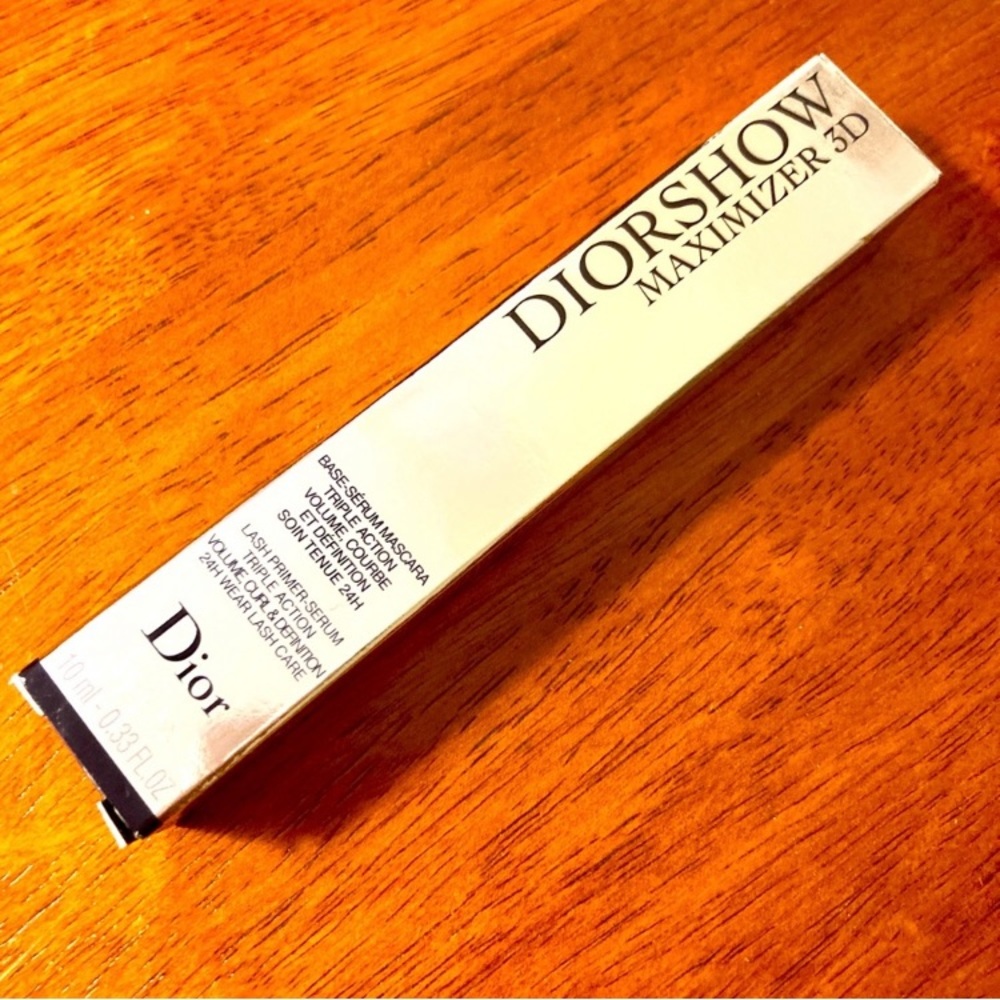 DIORSHOW
MAXIMIZER 3D
BASE-SÉRUM MASCARA
TRIPLE ACTION
VOLUME, COURBE
ET DÉFINITION
SOIN TENUE 24H
LASH PRIMER-SERUM
TRIPLE ACTION
VOLUME, CURL & DEFINITION
24H WEAR LASH CARE
Dior
10 ml - 0.33 FL.OZ